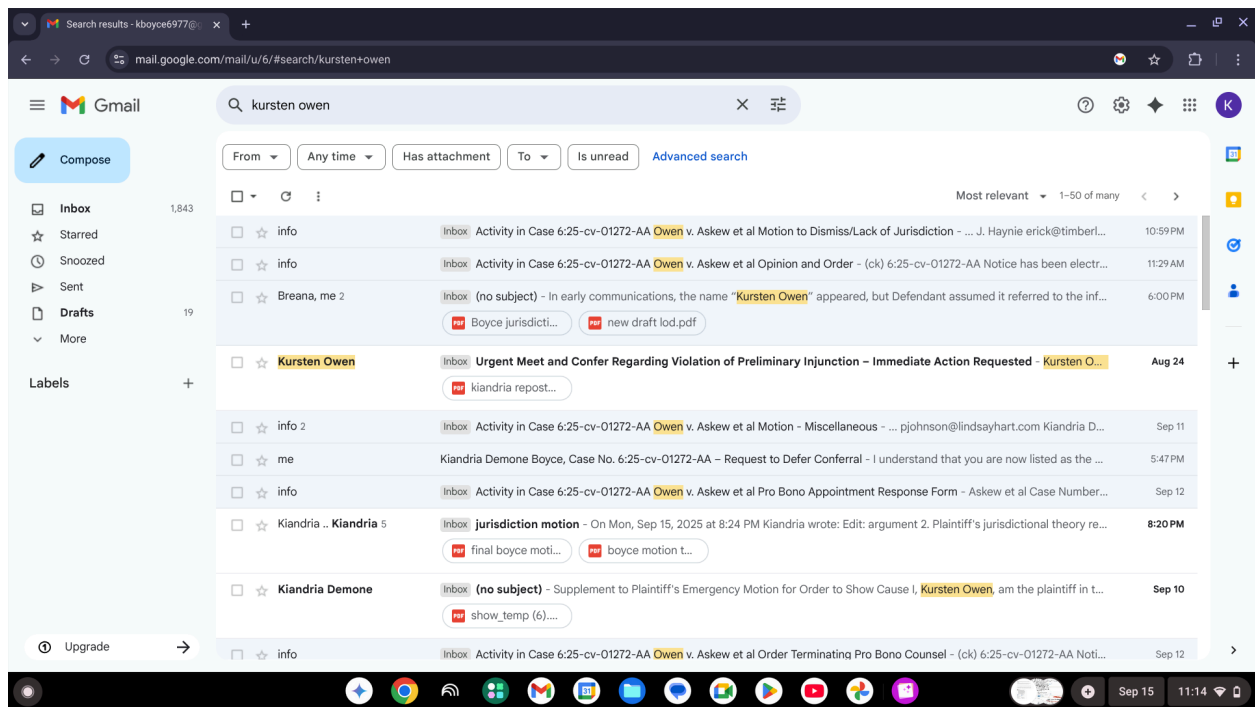 Search results - kboyce6977@g
mail.google.com/mail/u/6/#search/kursten+owen
Gmail
kursten owen
K
Compose
From
Any time
Has attachment
To
Is unread
Advanced search
Most relevant
1–50 of many
Inbox 1,843
Starred
Snoozed
Sent
Drafts 19
More
Labels
Upgrade
info Inbox Activity in Case 6:25-cv-01272-AA Owen v. Askew et al Motion to Dismiss/Lack of Jurisdiction - ... J. Haynie erick@timberl... 10:59 PM
info Inbox Activity in Case 6:25-cv-01272-AA Owen v. Askew et al Opinion and Order - (ck) 6:25-cv-01272-AA Notice has been electr... 11:29 AM
Breana, me 2 Inbox (no subject) - In early communications, the name “Kursten Owen” appeared, but Defendant assumed it referred to the inf... 6:00 PM
PDF Boyce jurisdicti... PDF new draft lod.pdf
Kursten Owen Inbox Urgent Meet and Confer Regarding Violation of Preliminary Injunction – Immediate Action Requested - Kursten O... Aug 24
PDF kiandria repost...
info 2 Inbox Activity in Case 6:25-cv-01272-AA Owen v. Askew et al Motion - Miscellaneous - ... pjohnson@lindsayhart.com Kiandria D... Sep 11
me Kiandria Demone Boyce, Case No. 6:25-cv-01272-AA – Request to Defer Conferral - I understand that you are now listed as the ... 5:47 PM
info Inbox Activity in Case 6:25-cv-01272-AA Owen v. Askew et al Pro Bono Appointment Response Form - Askew et al Case Number... Sep 12
Kiandria .. Kiandria 5 Inbox jurisdiction motion - On Mon, Sep 15, 2025 at 8:24 PM Kiandria wrote: Edit: argument 2. Plaintiff's jurisdictional theory re... 8:20 PM
PDF final boyce moti... PDF boyce motion t...
Kiandria Demone Inbox (no subject) - Supplement to Plaintiff's Emergency Motion for Order to Show Cause I, Kursten Owen, am the plaintiff in t... Sep 10
PDF show_temp (6)....
info Inbox Activity in Case 6:25-cv-01272-AA Owen v. Askew et al Order Terminating Pro Bono Counsel - (ck) 6:25-cv-01272-AA Noti... Sep 12
31
31
Sep 15 11:14